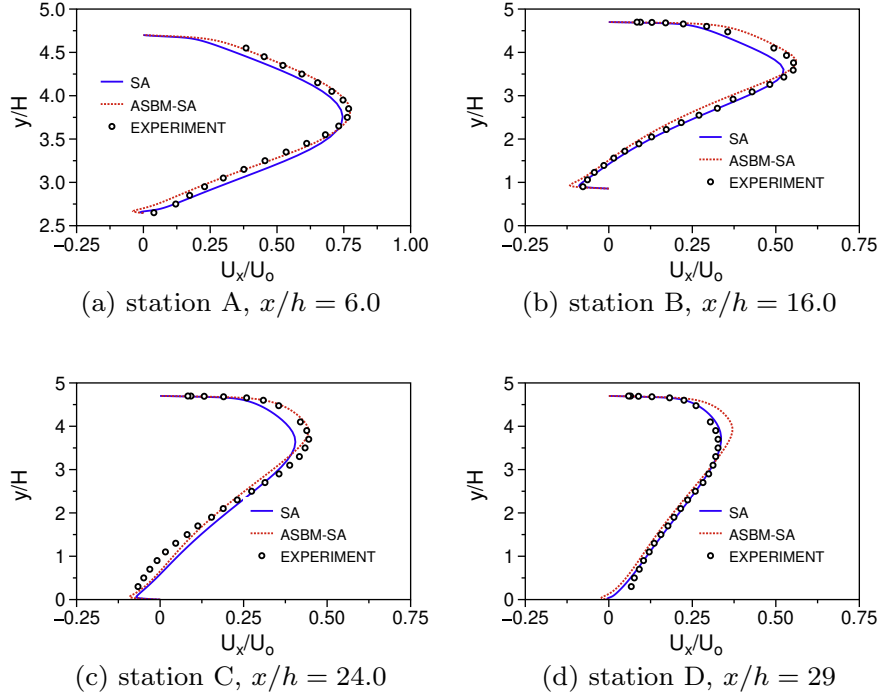 5.0
4.5
4.0
3.5
3.0
2.5
y/H
SA
ASBM-SA
EXPERIMENT
-0.25 0 0.25 0.50 0.75 1.00
Ux/Uo
(a) station A, x/h = 6.0
5
4
3
2
1
0
y/H
SA
ASBM-SA
EXPERIMENT
-0.25 0 0.25 0.50 0.75
Ux/Uo
(b) station B, x/h = 16.0
5
4
3
2
1
0
y/H
SA
ASBM-SA
EXPERIMENT
-0.25 0 0.25 0.50 0.75
Ux/Uo
(c) station C, x/h = 24.0
5
4
3
2
1
0
y/H
SA
ASBM-SA
EXPERIMENT
-0.25 0 0.25 0.50 0.75
Ux/Uo
(d) station D, x/h = 29